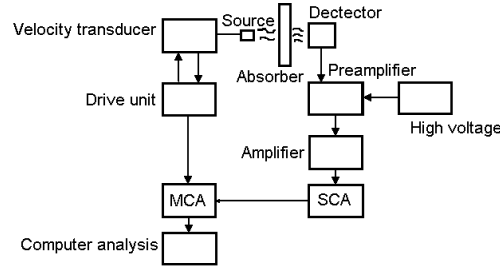 Velocity transducer
Source
Dectector
Absorber
Preamplifier
Drive unit
High voltage
Amplifier
MCA
SCA
Computer analysis